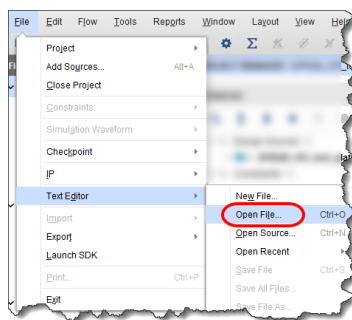 File Edit Flow Tools Reports Window Layout View Help
Project
Add Sources... Alt+A
Close Project
Constraints
Simulation Waveform
Checkpoint
IP
Text Editor
New File...
Import
Open File... Ctrl+O
Export
Open Source... Ctrl+N
Launch SDK
Open Recent
Print... Ctrl+P
Save File Ctrl+S
Save All Files...
Exit
Save File As...